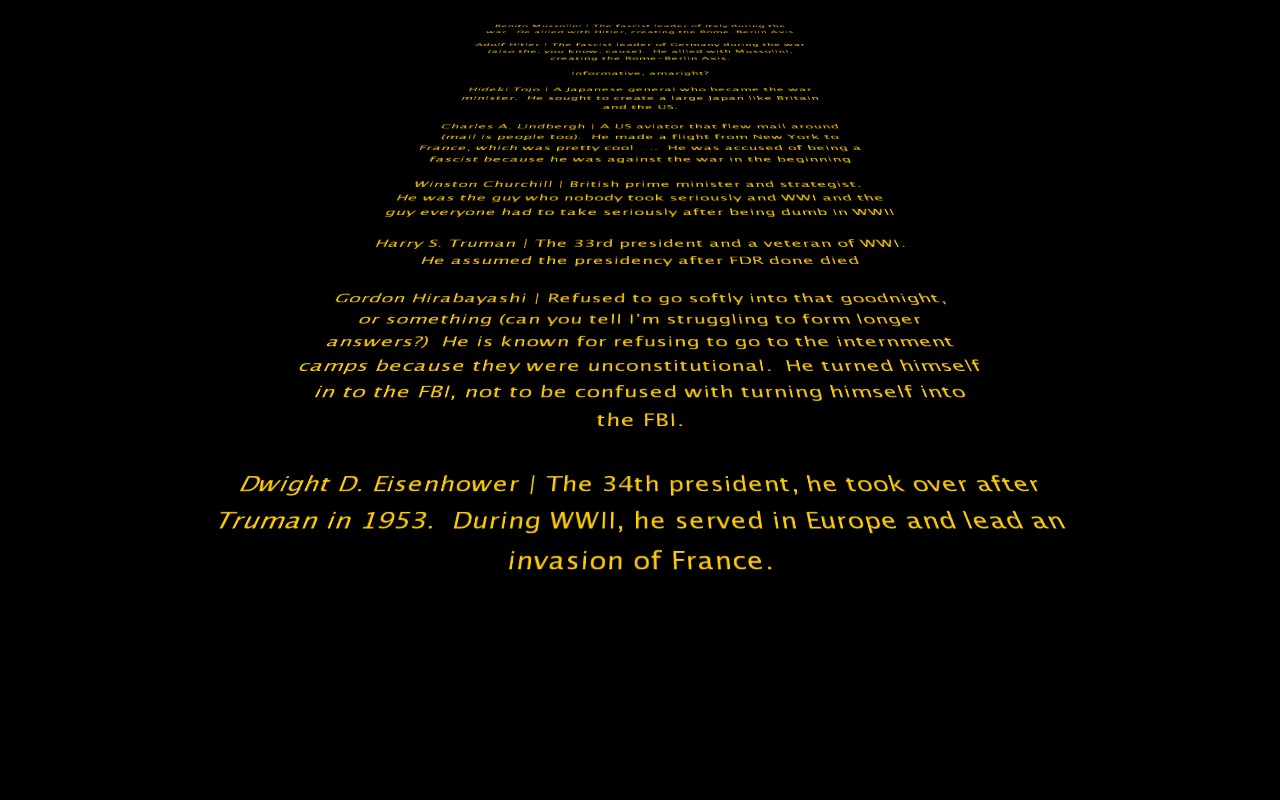 Benito Mussolini | The fascist leader of Italy during the
war. He allied with Hitler, creating the Rome-Berlin Axis
Adolf Hitler | The fascist leader of Germany during the war
(also the, you know, cause). He allied with Mussolini,
creating the Rome-Berlin Axis.
informative, amaright?
Hideki Tojo | A Japanese general who became the war
minister. He sought to create a large Japan like Britain
and the US.
Charles A. Lindbergh | A US aviator that flew mail around
(mail is people too). He made a flight from New York to
France, which was pretty cool .... He was accused of being a
fascist because he was against the war in the beginning
Winston Churchill | British prime minister and strategist.
He was the guy who nobody took seriously and WWI and the
guy everyone had to take seriously after being dumb in WWII
Harry S. Truman | The 33rd president and a veteran of WWI.
He assumed the presidency after FDR done died
Gordon Hirabayashi | Refused to go softly into that goodnight,
or something (can you tell I'm struggling to form longer
answers?) He is known for refusing to go to the internment
camps because they were unconstitutional. He turned himself
in to the FBI, not to be confused with turning himself into
the FBI.
Dwight D. Eisenhower | The 34th president, he took over after
Truman in 1953. During WWII, he served in Europe and lead an
invasion of France.